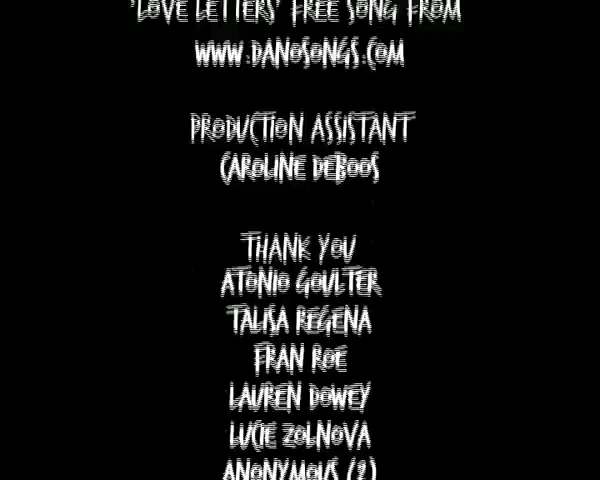 'LOVE LETTERS' FREE SONG FROM
WWW.DANOSONGS.COM
PRODUCTION ASSISTANT
CAROLINE DEBOOS
THANK YOU
ATONIO GOULTER
TALISA REGENA
FRAN ROE
LAUREN DOWEY
LUCIE ZOLNOVA
ANONYMOUS (2)